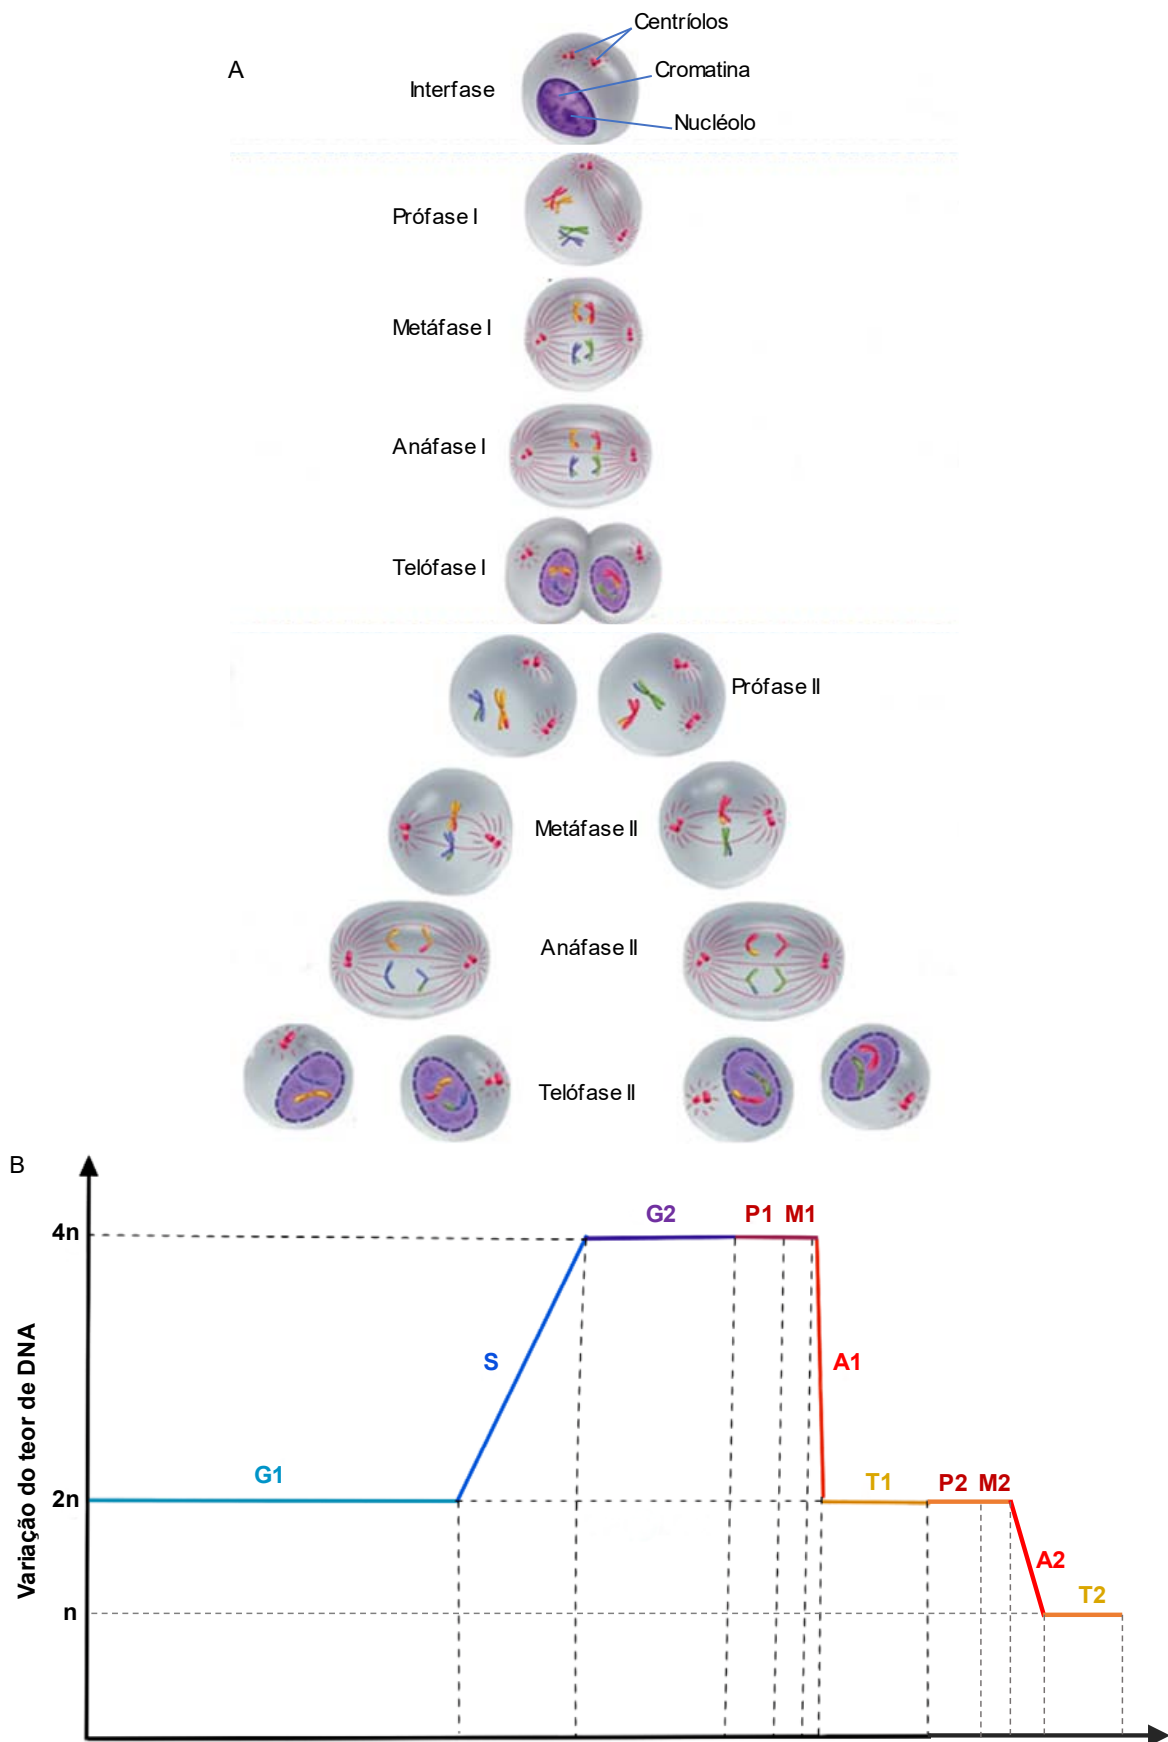 Centríolos
A
Cromatina
Interfase
Nucléolo
Prófase I
Metáfase I
Anáfase I
Telófase I
Prófase II
Metáfase II
Anáfase II
Telófase II
B
4n
G2
P1
M1
S
A1
G1
T1
P2
M2
2n
A2
T2
n
Variação do teor de DNA